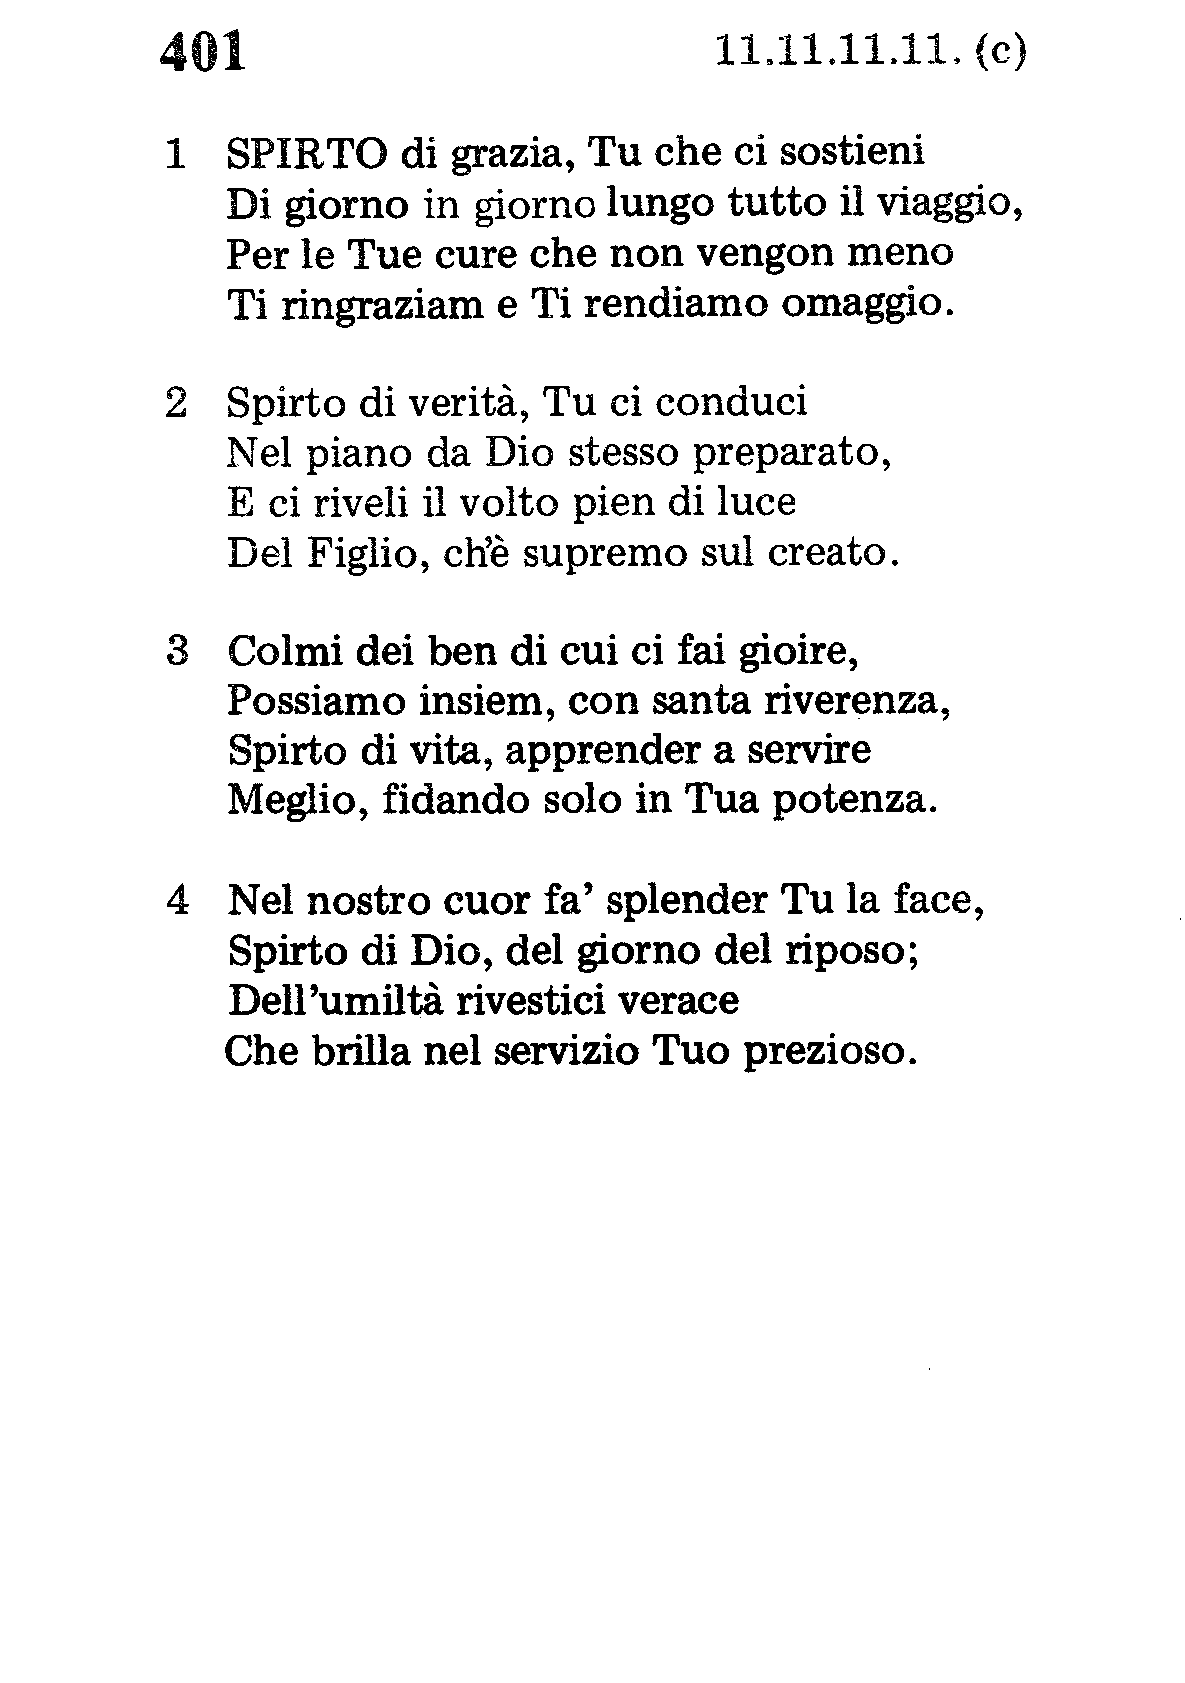 401 11.11.11.11. (c)
1 SPIRTO di grazia, Tu che ci sostieni
Di giorno in giorno lungo tutto il viaggio,
Per le Tue cure che non vengon meno
Ti ringraziam e Ti rendiamo omaggio.
2 Spirto di verità, Tu ci conduci
Nel piano da Dio stesso preparato,
E ci riveli il volto pien di luce
Del Figlio, ch'è supremo sul creato.
3 Colmi dei ben di cui ci fai gioire,
Possiamo insiem, con santa riverenza,
Spirto di vita, apprender a servire
Meglio, fidando solo in Tua potenza.
4 Nel nostro cuor fa' splender Tu la face,
Spirto di Dio, del giorno del riposo;
Dell'umiltà rivestici verace
Che brilla nel servizio Tuo prezioso.